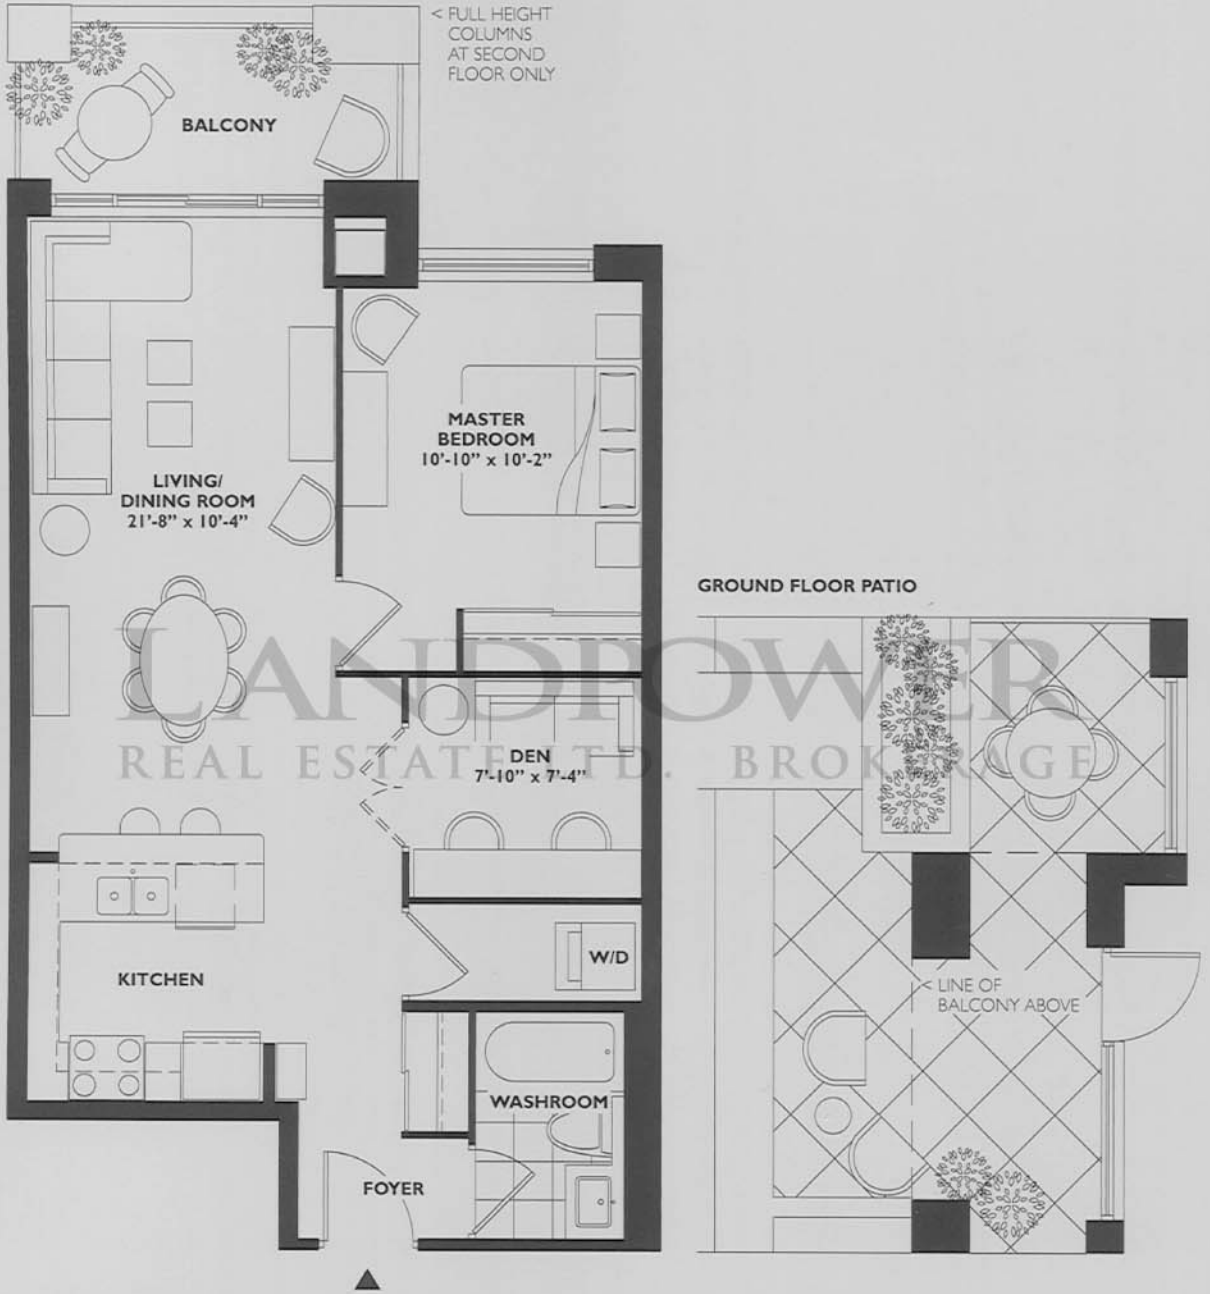 < FULL HEIGHT
COLUMNS
AT SECOND
FLOOR ONLY
BALCONY
MASTER
BEDROOM
10'-10" x 10'-2"
LIVING/
DINING ROOM
21'-8" x 10'-4"
GROUND FLOOR PATIO
LANDPOWER
REAL ESTATE LTD. BROKERAGE
DEN
7'-10" x 7'-4"
W/D
KITCHEN
< LINE OF
BALCONY ABOVE
WASHROOM
FOYER